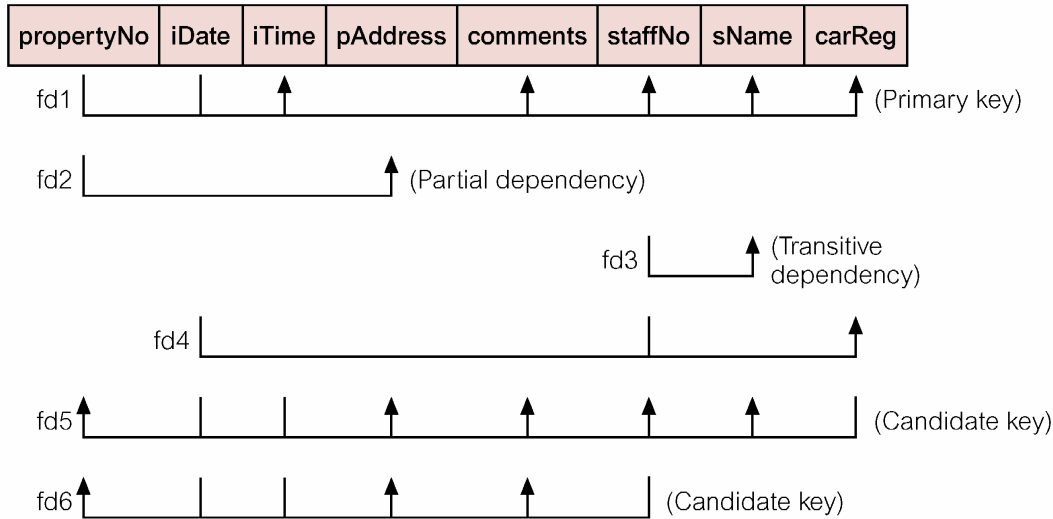 propertyNo iDate iTime pAddress comments staffNo sName carReg
fd1 (Primary key)
fd2 (Partial dependency)
fd3 (Transitive
dependency)
fd4
fd5 (Candidate key)
fd6 (Candidate key)